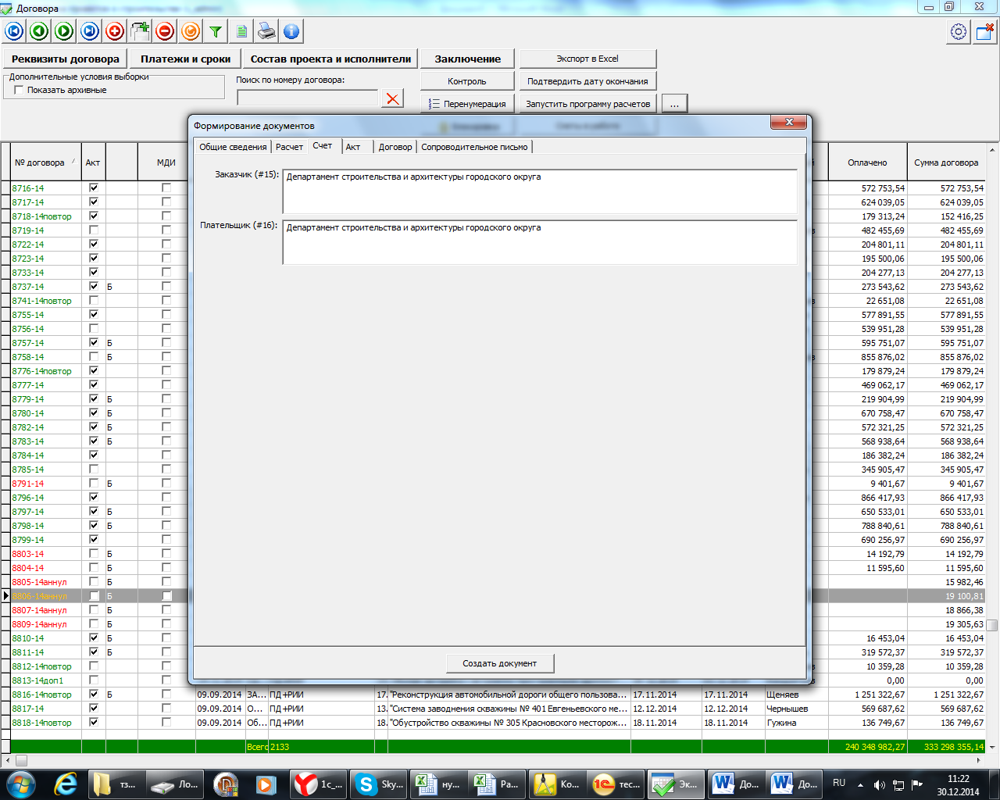 Договора
Реквизиты договора Платежи и сроки Состав проекта и исполнители Заключение Экспорт в Excel
Дополнительные условия выборки
Показать архивные
Поиск по номеру договора:
Контроль Подтвердить дату окончания
Перенумерация Запустить программу расчетов ...
Формирование документов
Общие сведения Расчет Счет Акт Договор Сопроводительное письмо
Заказчик (#15): Департамент строительства и архитектуры городского округа
Плательщик (#16): Департамент строительства и архитектуры городского округа
Создать документ
№ договора Акт МДИ Оплачено Сумма договора
8716-14 572 753,54 572 753,54
8717-14 624 039,05 624 039,05
8718-14повтор 179 313,24 152 416,25
8719-14 482 455,69 482 455,69
8722-14 204 801,11 204 801,11
8723-14 195 500,06 195 500,06
8733-14 204 277,13 204 277,13
8737-14 Б 273 543,62 273 543,62
8741-14повтор 22 651,08 22 651,08
8755-14 577 891,55 577 891,55
8756-14 539 951,28 539 951,28
8757-14 Б 595 751,07 595 751,07
8758-14 Б 855 876,02 855 876,02
8776-14повтор 179 879,24 179 879,24
8777-14 469 062,17 469 062,17
8779-14 Б 219 904,99 219 904,99
8780-14 Б 670 758,47 670 758,47
8782-14 Б 572 321,25 572 321,25
8783-14 Б 568 938,64 568 938,64
8784-14 186 382,24 186 382,24
8785-14 345 905,47 345 905,47
8791-14 Б 9 401,67 9 401,67
8796-14 866 417,93 866 417,93
8797-14 Б 650 533,01 650 533,01
8798-14 Б 788 840,61 788 840,61
8799-14 690 256,97 690 256,97
8803-14 Б 14 192,79 14 192,79
8804-14 Б 11 595,60 11 595,60
8805-14аннул Б 15 982,46
8806-14аннул Б 19 100,81
8807-14аннул Б 18 866,38
8809-14аннул Б 19 305,63
8810-14 Б 16 453,04 16 453,04
8811-14 Б 319 572,37 319 572,37
8812-14повтор 10 359,28 10 359,28
8813-14доп1 0,00 0,00
8816-14повтор Б 09.09.2014 ЗА... ПД+РИИ 17. "Реконструкция автомобильной дороги общего пользова... 17.11.2014 17.11.2014 Щеняев 1 251 322,67 1 251 322,67
8817-14 09.09.2014 О... ПД+РИИ 13. "Система заводнения скважины № 401 Евгеньевского ме... 12.12.2014 12.12.2014 Чернышев 569 687,62 569 687,62
8818-14повтор 09.09.2014 Об... ПД+РИИ 18. "Обустройство скважины № 305 Красновского месторож... 18.11.2014 18.11.2014 Гужина 136 749,67 136 749,67
Всего 2133 240 348 982,27 333 298 355,14
тз... Ло... 1с_... Sky... ну... Ра... Ко... тес... Эк... До... До... RU 11:22
30.12.2014